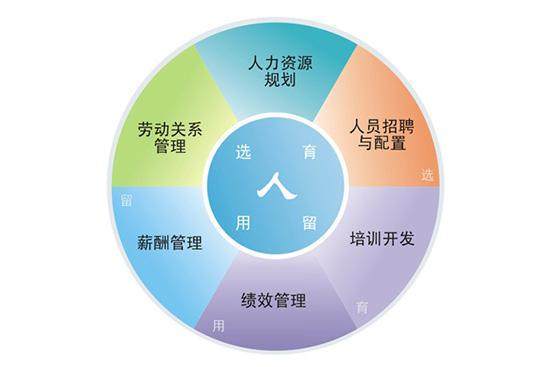 人力资源
规划
人员招聘
与配置
选
培训开发
育
绩效管理
用
薪酬管理
留
劳动关系
管理
选 育
人
用 留